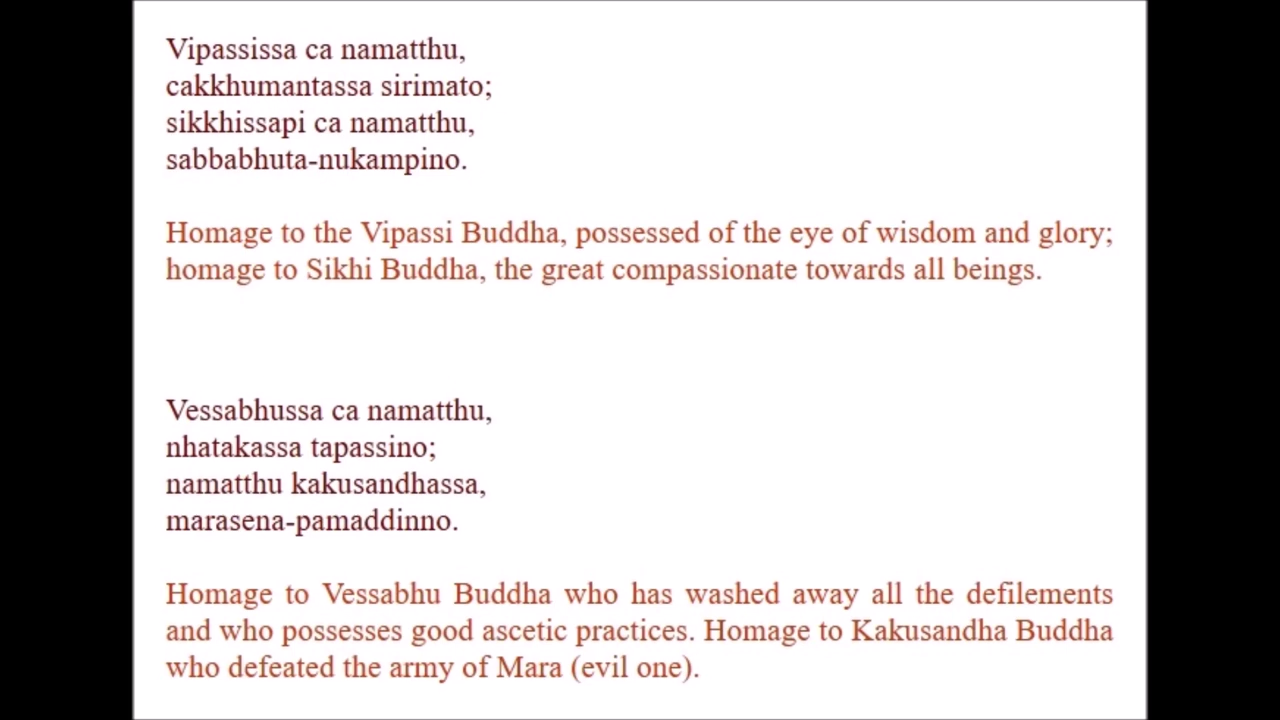 Vipassissa ca namatthu,
cakkhumantassa sirimato;
sikkhissapi ca namatthu,
sabbabhuta-nukampino.
Homage to the Vipassi Buddha, possessed of the eye of wisdom and glory;
homage to Sikhi Buddha, the great compassionate towards all beings.
Vessabhussa ca namatthu,
nhatakassa tapassino;
namatthu kakusandhassa,
marasena-pamaddinno.
Homage to Vessabhu Buddha who has washed away all the defilements
and who possesses good ascetic practices. Homage to Kakusandha Buddha
who defeated the army of Mara (evil one).